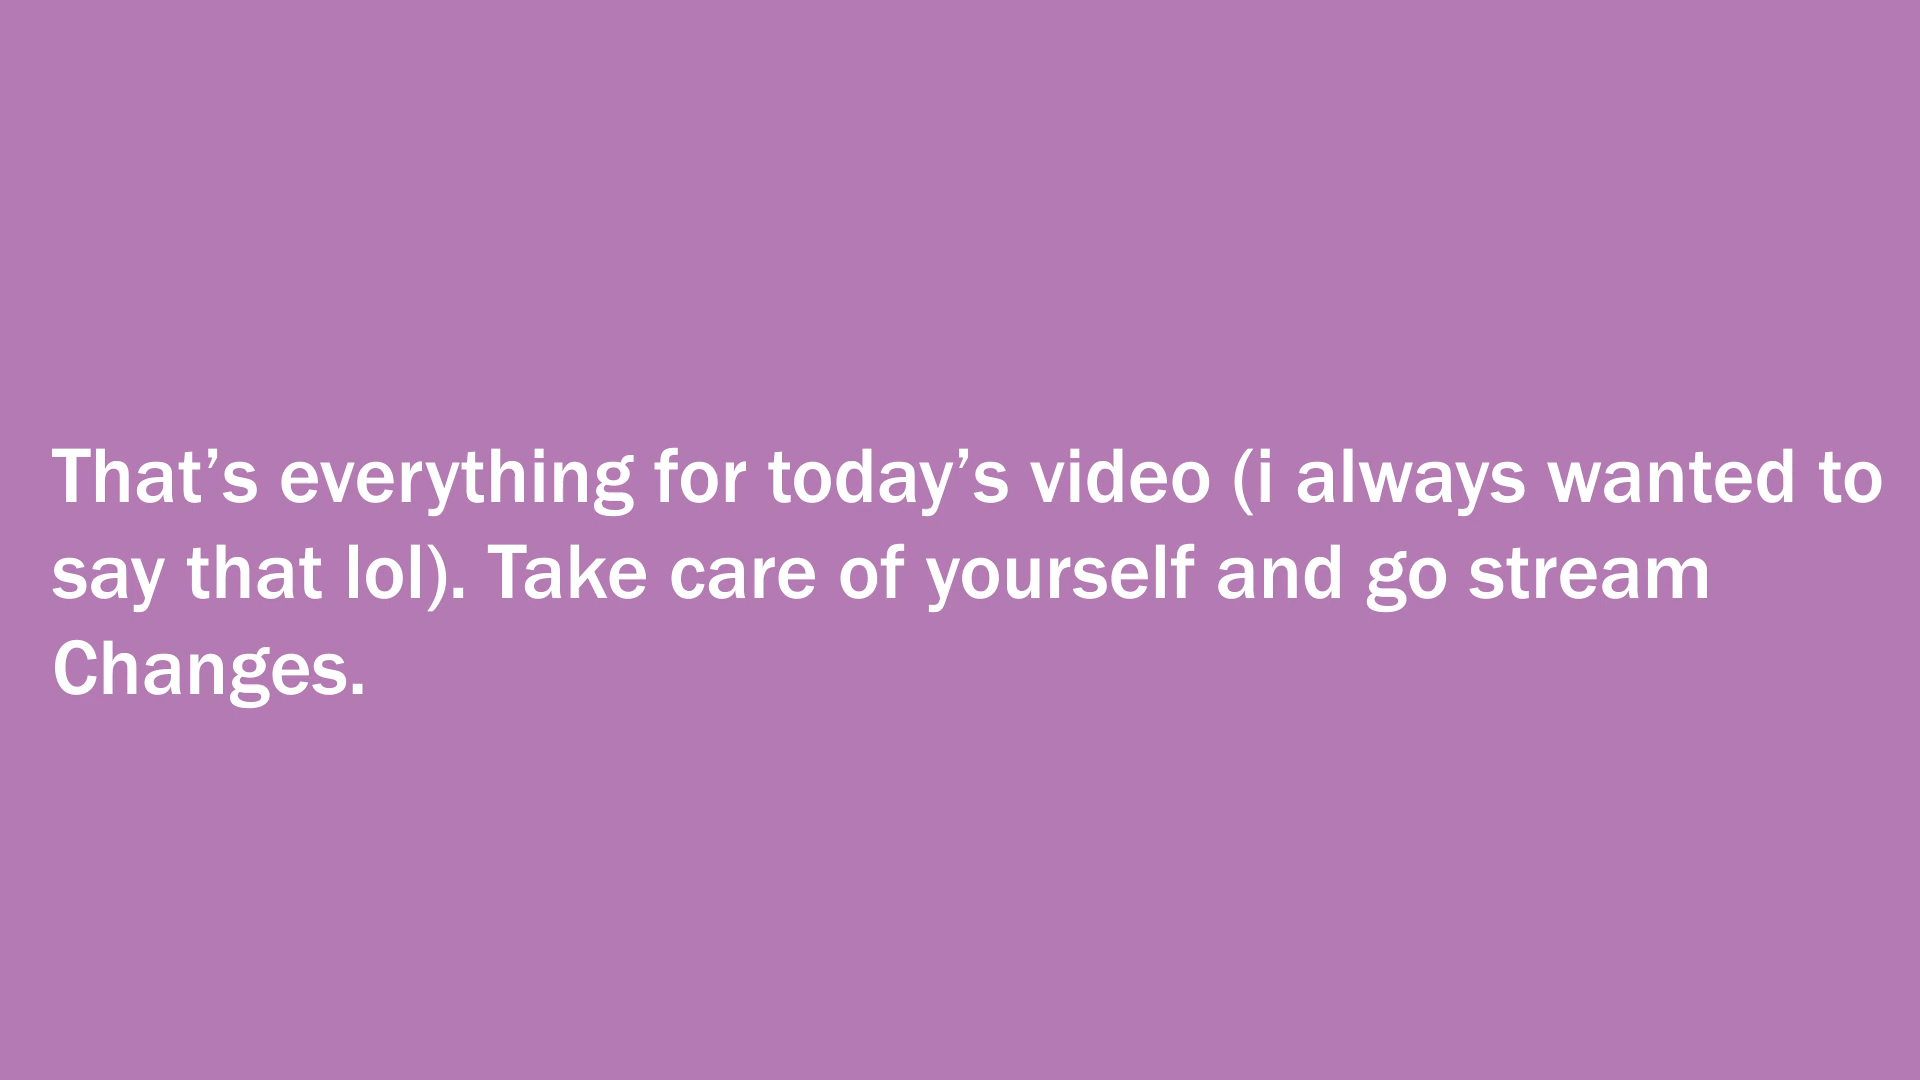 That’s everything for today’s video (i always wanted to
say that lol). Take care of yourself and go stream
Changes.